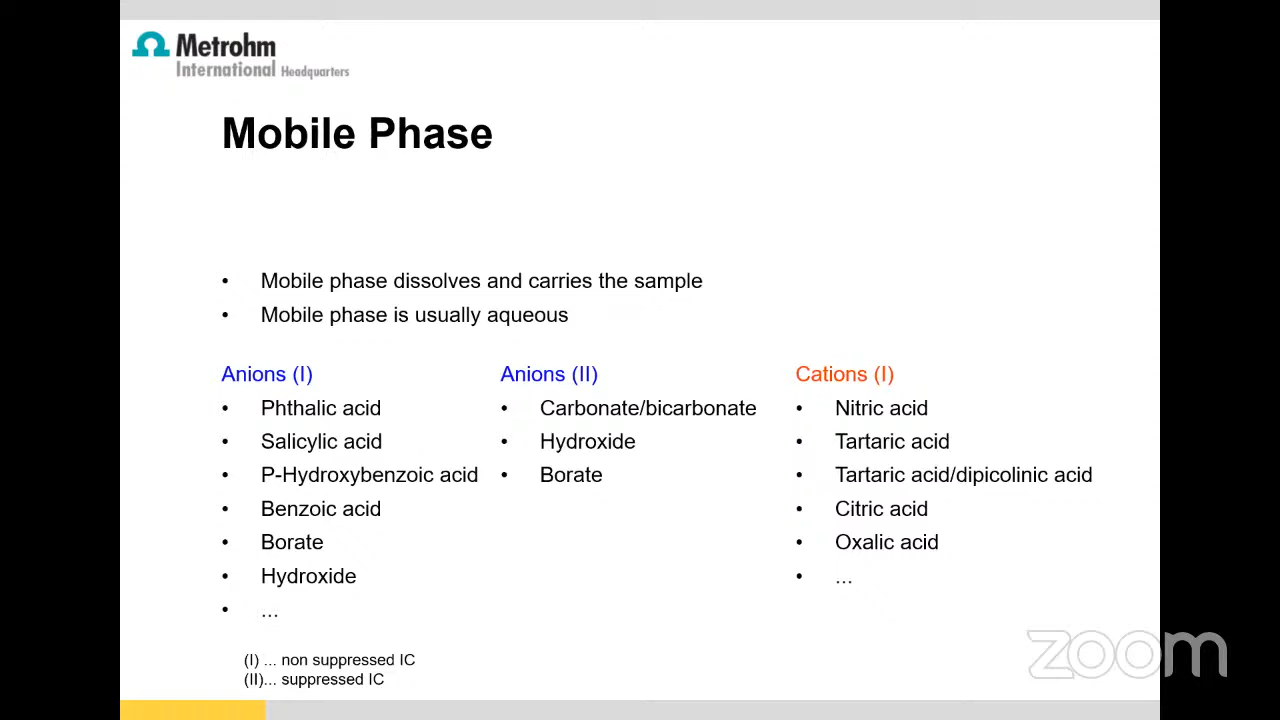 Metrohm
International Headquarters
Mobile Phase
• Mobile phase dissolves and carries the sample
• Mobile phase is usually aqueous
Anions (I)
• Phthalic acid
• Salicylic acid
• P-Hydroxybenzoic acid
• Benzoic acid
• Borate
• Hydroxide
• ...
Anions (II)
• Carbonate/bicarbonate
• Hydroxide
• Borate
Cations (I)
• Nitric acid
• Tartaric acid
• Tartaric acid/dipicolinic acid
• Citric acid
• Oxalic acid
• ...
(I) ... non suppressed IC
(II)... suppressed IC
zoom